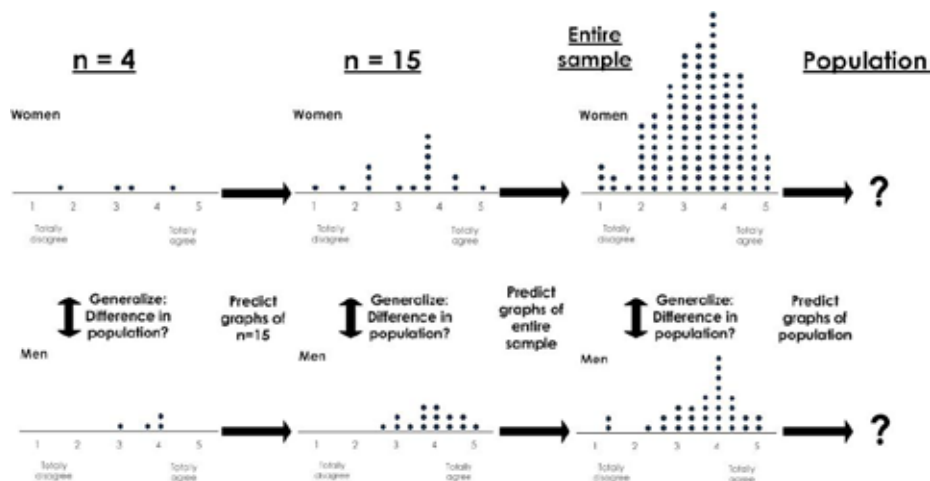 n = 4
n = 15
Entire
sample
Population
Women
Women
Women
1 2 3 4 5
1 2 3 4 5
1 2 3 4 5
Totally
disagree
Totally
agree
Totally
disagree
Totally
agree
Totally
disagree
Totally
agree
?
Generalize:
Difference in
population?
Predict
graphs of
n=15
Generalize:
Difference in
population?
Predict
graphs of
entire
sample
Generalize:
Difference in
population?
Predict
graphs of
population
Men
Men
Men
1 2 3 4 5
1 2 3 4 5
1 2 3 4 5
Totally
disagree
Totally
agree
Totally
disagree
Totally
agree
Totally
disagree
Totally
agree
?